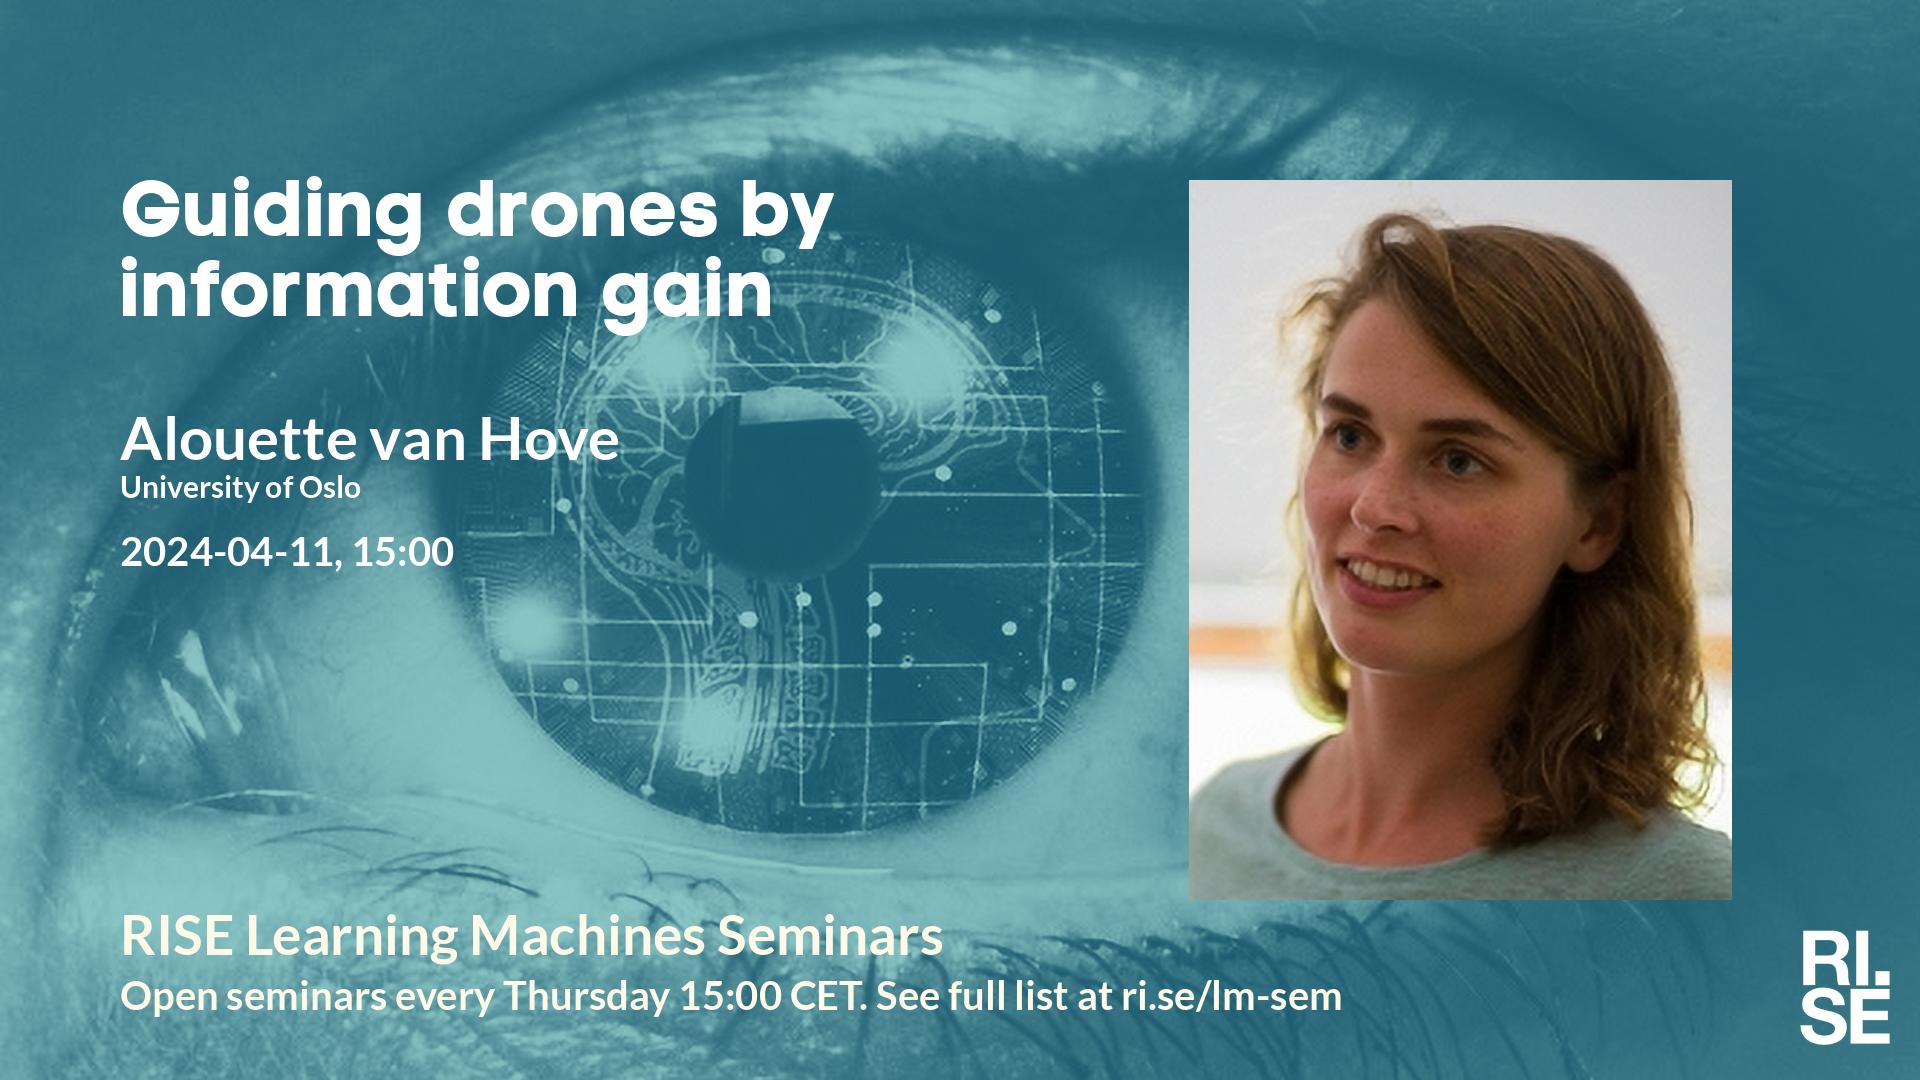 Guiding drones by
information gain
Alouette van Hove
University of Oslo
2024-04-11, 15:00
RISE Learning Machines Seminars
Open seminars every Thursday 15:00 CET. See full list at ri.se/lm-sem
RI.
SE